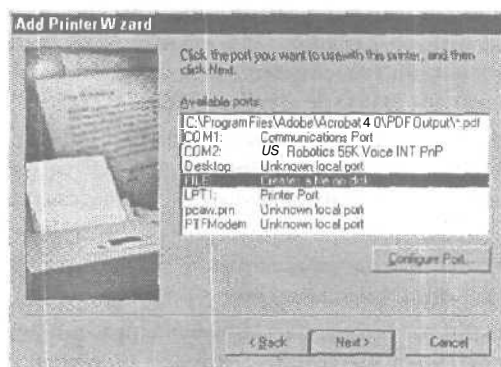 Add Printer Wizard
Click the port you want to use with this printer, and then
click Next.
Available ports:
C:\Program Files\Adobe\Acrobat 4 0\PDF Output\*.pdf
COM1: Communications Port
COM2: US Robotics 56K Voice INT PnP
Desktop Unknown local port
FILE: Creates a file on disk
LPT1: Printer Port
pcaw.prn Unknown local port
PTFModem Unknown local port
Configure Port...
< Back
Next >
Cancel